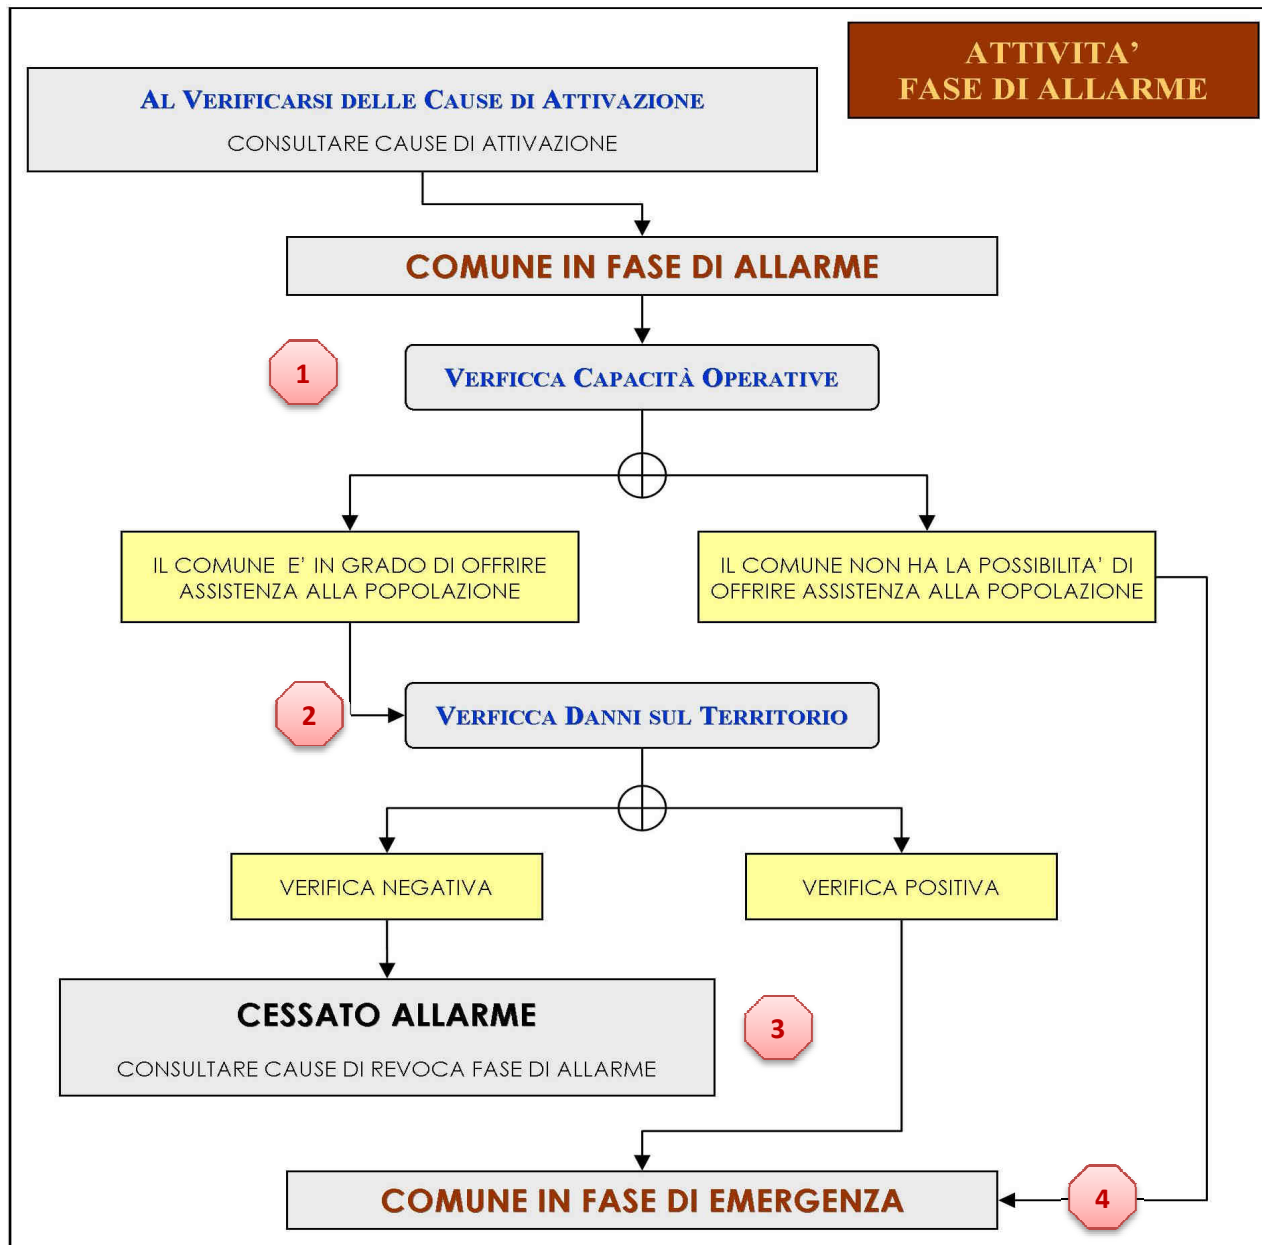 ATTIVITA’
FASE DI ALLARME
AL VERIFICARSI DELLE CAUSE DI ATTIVAZIONE
CONSULTARE CAUSE DI ATTIVAZIONE
COMUNE IN FASE DI ALLARME
1
VERFICCA CAPACITÀ OPERATIVE
IL COMUNE E’ IN GRADO DI OFFRIRE
ASSISTENZA ALLA POPOLAZIONE
IL COMUNE NON HA LA POSSIBILITA’ DI
OFFRIRE ASSISTENZA ALLA POPOLAZIONE
2
VERFICCA DANNI SUL TERRITORIO
VERIFICA NEGATIVA
VERIFICA POSITIVA
CESSATO ALLARME
CONSULTARE CAUSE DI REVOCA FASE DI ALLARME
3
COMUNE IN FASE DI EMERGENZA
4